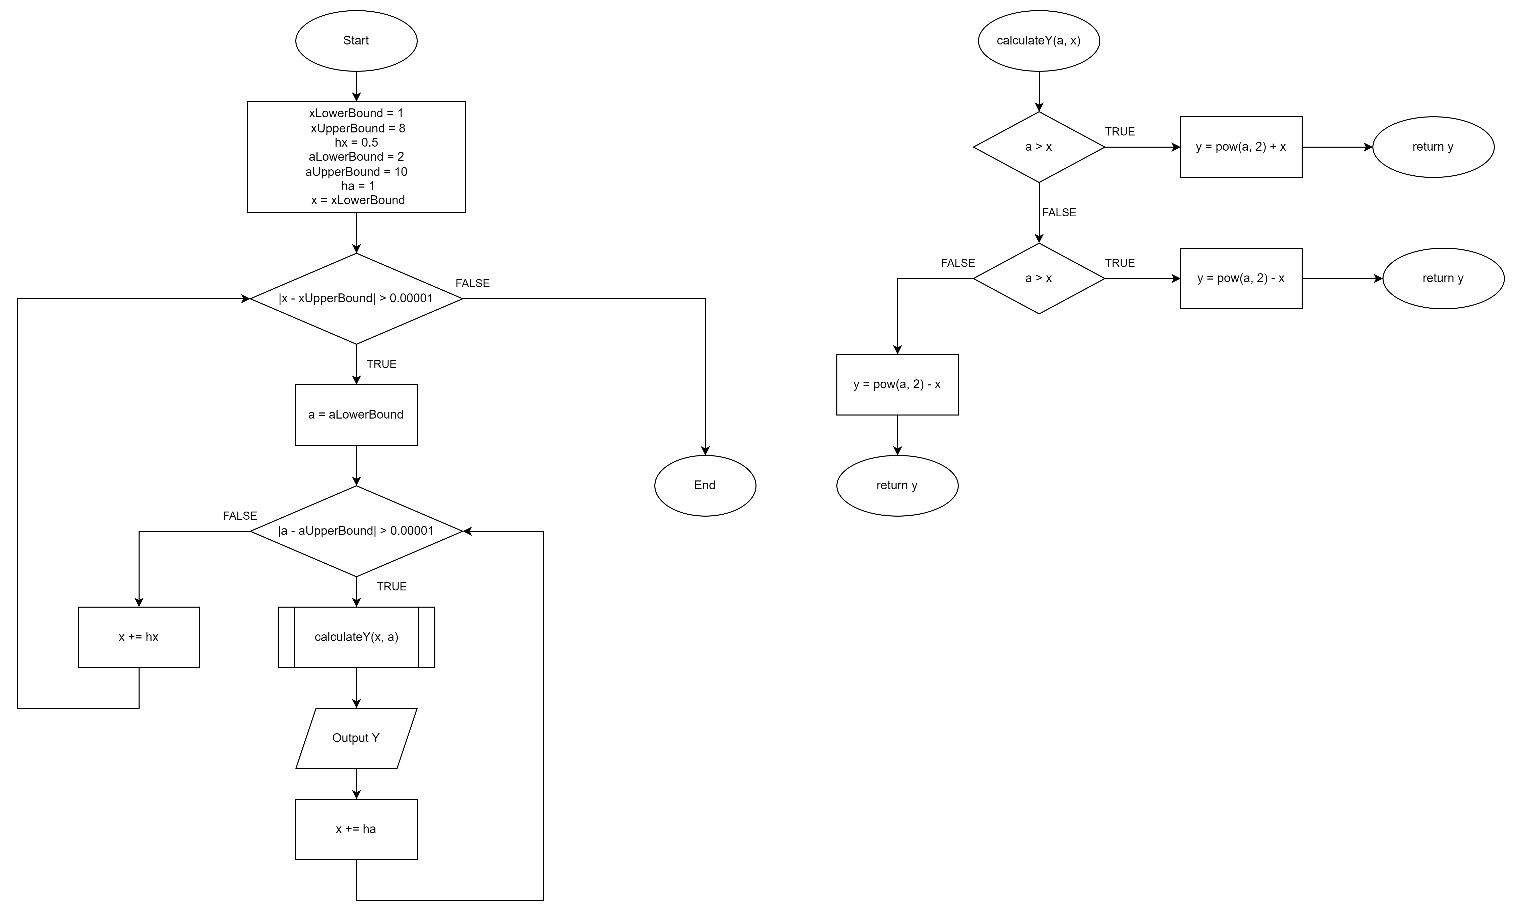 Start
xLowerBound = 1
xUpperBound = 8
hx = 0.5
aLowerBound = 2
aUpperBound = 10
ha = 1
x = xLowerBound
|x - xUpperBound| > 0.00001
FALSE
TRUE
a = aLowerBound
End
|a - aUpperBound| > 0.00001
FALSE
TRUE
x += hx
calculateY(x, a)
Output Y
x += ha
calculateY(a, x)
a > x
TRUE
y = pow(a, 2) + x
return y
FALSE
a > x
FALSE
TRUE
y = pow(a, 2) - x
return y
y = pow(a, 2) - x
return y